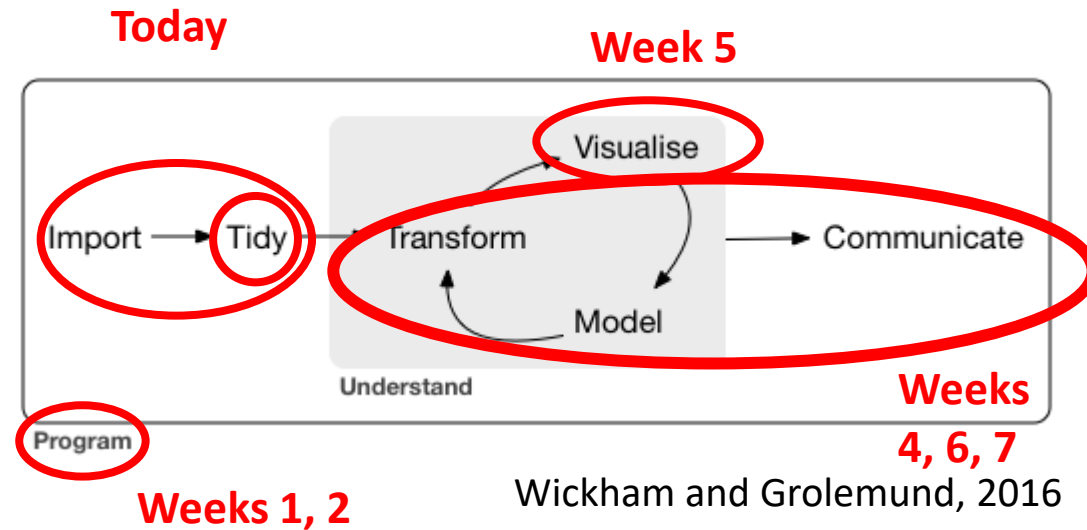 Today
Week 5
Visualise
Import
Tidy
Transform
Communicate
Model
Understand
Weeks
4, 6, 7
Program
Weeks 1, 2
Wickham and Grolemund, 2016